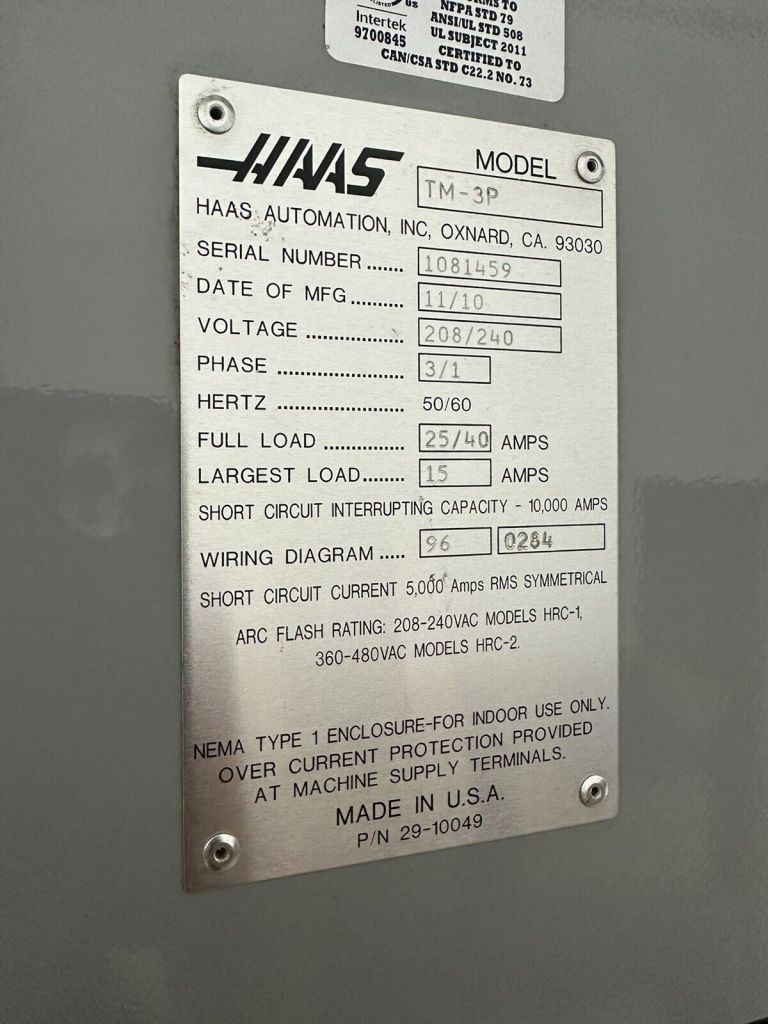 RMS TO
NFPA STD 79
ANSI/UL STD 508
UL SUBJECT 2011
CERTIFIED TO
CAN/CSA STD C22.2 NO. 73
LISTED
US
Intertek
9700845
HAAS
MODEL TM-3P
HAAS AUTOMATION, INC, OXNARD, CA. 93030
SERIAL NUMBER ....... 1081459
DATE OF MFG .......... 11/10
VOLTAGE .................. 208/240
PHASE ....................... 3/1
HERTZ ....................... 50/60
FULL LOAD ............... 25/40 AMPS
LARGEST LOAD........ 15 AMPS
SHORT CIRCUIT INTERRUPTING CAPACITY - 10,000 AMPS
WIRING DIAGRAM ..... 96 0284
SHORT CIRCUIT CURRENT 5,000 Amps RMS SYMMETRICAL
ARC FLASH RATING: 208-240VAC MODELS HRC-1,
360-480VAC MODELS HRC-2.
NEMA TYPE 1 ENCLOSURE-FOR INDOOR USE ONLY.
OVER CURRENT PROTECTION PROVIDED
AT MACHINE SUPPLY TERMINALS.
MADE IN U.S.A.
P/N 29-10049